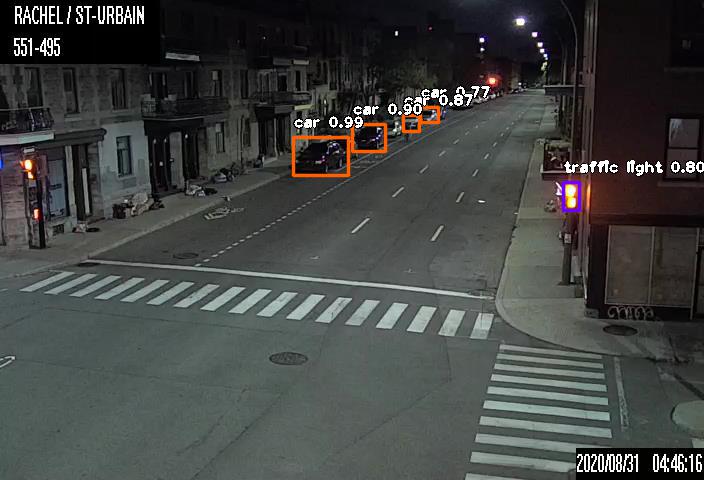 RACHEL / ST-URBAIN
551-495
car 0.77
car 0.87
car 0.90
car 0.99
traffic light 0.80
2020/08/31 04:46:16